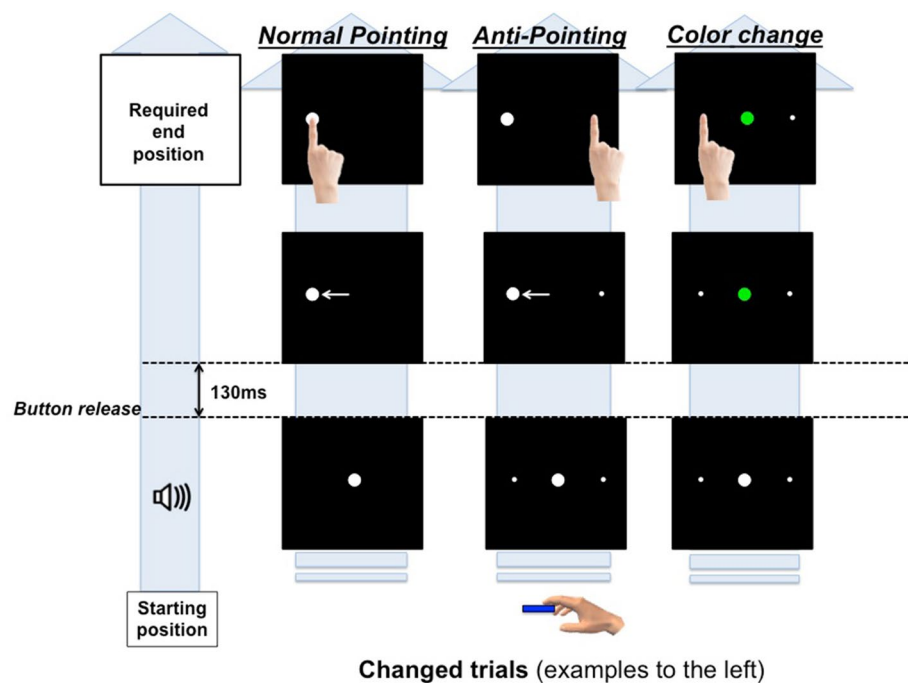 Normal Pointing
Anti-Pointing
Color change
Required
end
position
130ms
Button release
Starting
position
Changed trials (examples to the left)